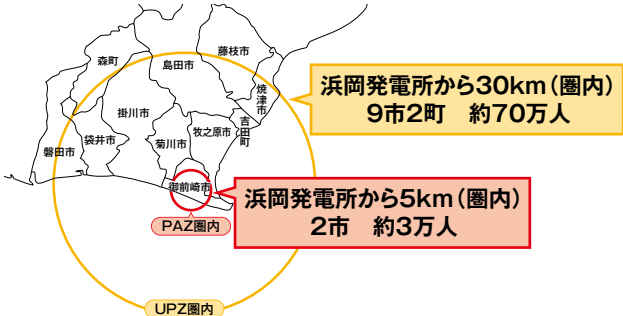 藤枝市
森町
島田市
焼津市
浜岡発電所から30km(圏内)
9市2町　約70万人
掛川市
吉田町
袋井市
菊川市
牧之原市
磐田市
御前崎市
浜岡発電所から5km(圏内)
2市　約3万人
PAZ圏内
UPZ圏内